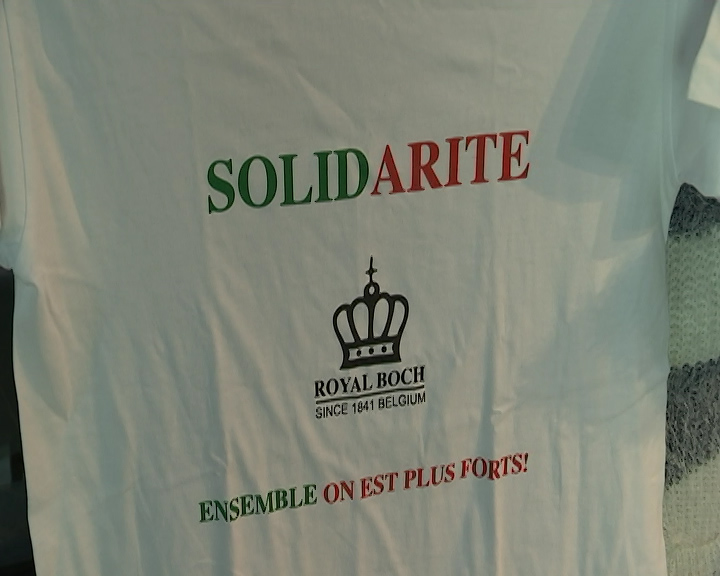 SOLIDARITE
ROYAL BOCH
SINCE 1841 BELGIUM
ENSEMBLE ON EST PLUS FORTS!